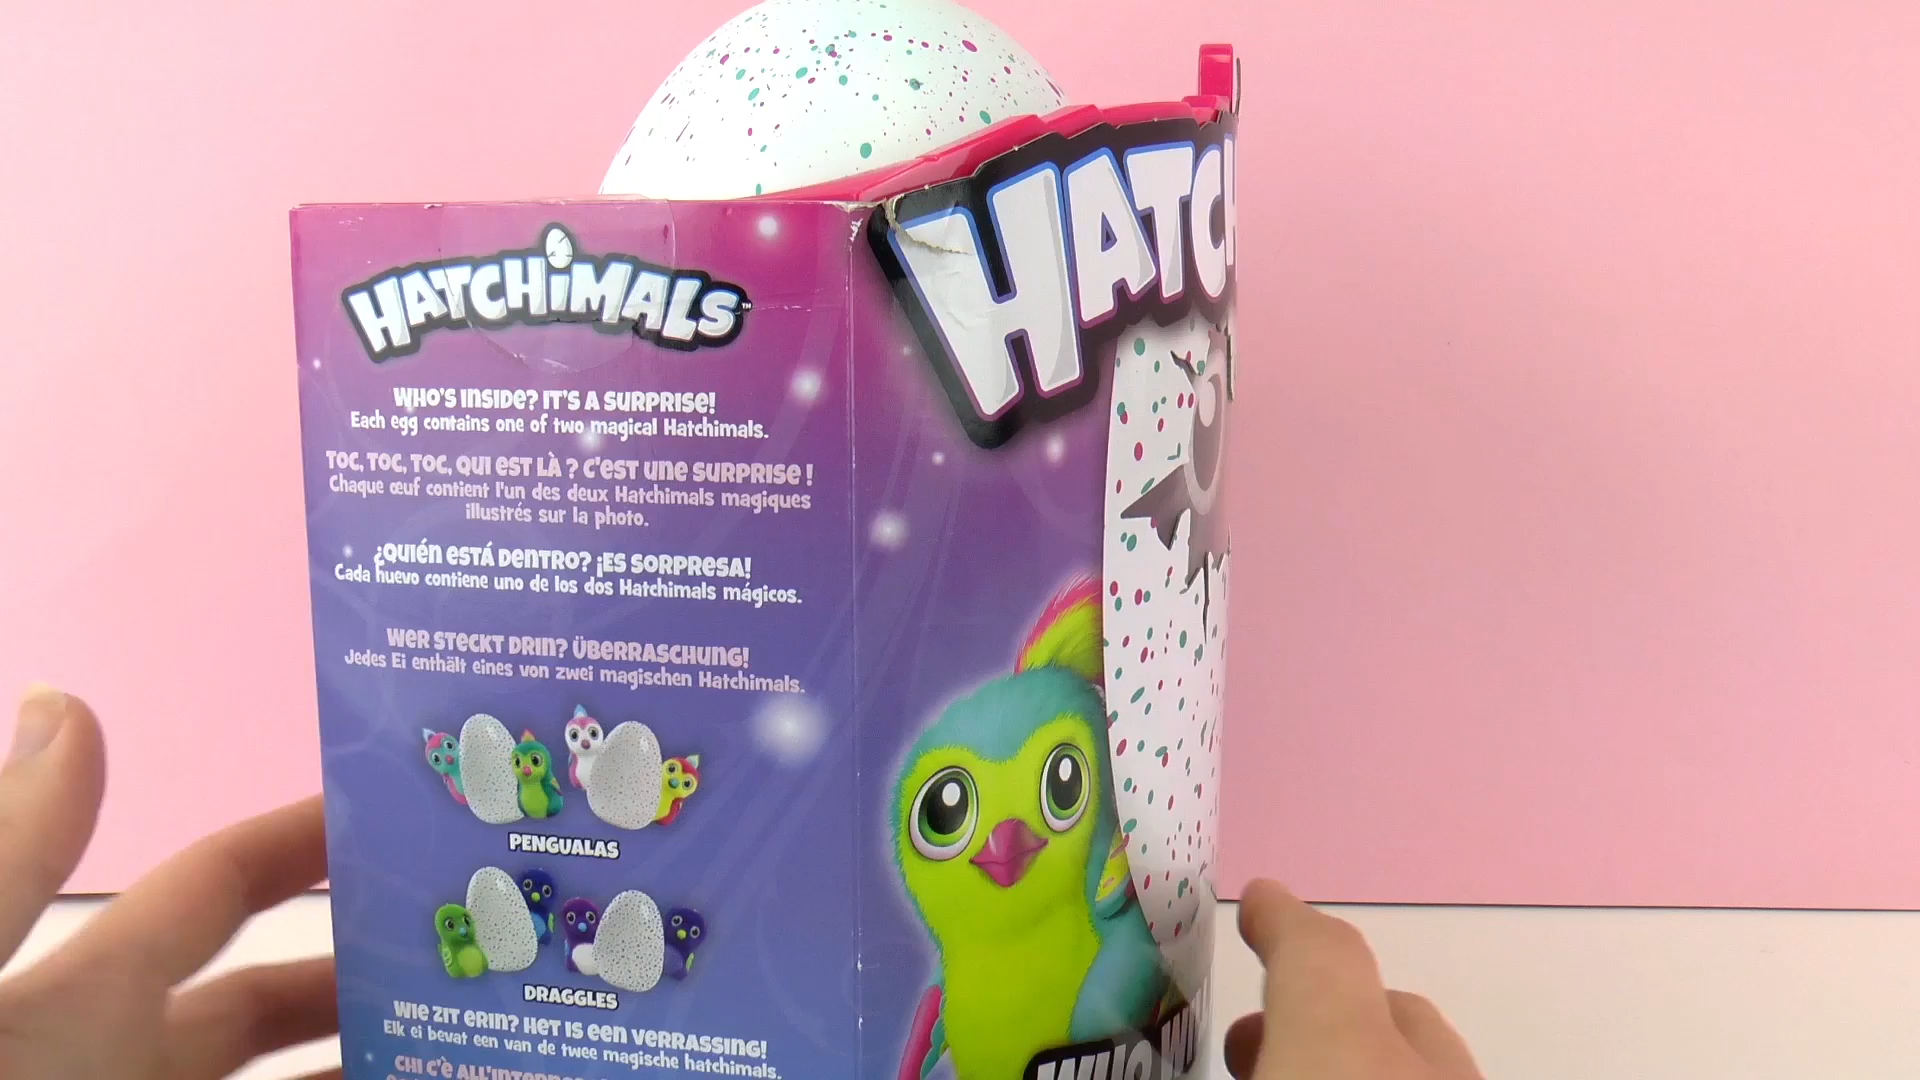 HATCHiMALS™
WHO'S INSIDE? IT'S A SURPRISE!
Each egg contains one of two magical Hatchimals.
TOC, TOC, TOC, QUI EST LÀ ? C'EST UNE SURPRISE !
Chaque œuf contient l'un des deux Hatchimals magiques
illustrés sur la photo.
¿QUIÉN ESTÁ DENTRO? ¡ES SORPRESA!
Cada huevo contiene uno de los dos Hatchimals mágicos.
WER STECKT DRIN? ÜBERRASCHUNG!
Jedes Ei enthält eines von zwei magischen Hatchimals.
PENGUALAS
DRAGGLES
WIE ZIT ERIN? HET IS EEN VERRASSING!
Elk ei bevat een van de twee magische hatchimals.
CHI C'È
HATCH
WHO